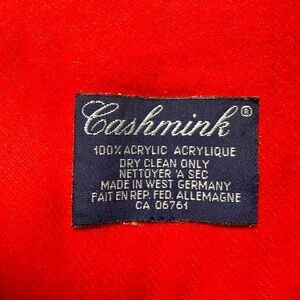 Cashmink®
100% ACRYLIC ACRYLIQUE
DRY CLEAN ONLY
NETTOYER 'A SEC
MADE IN WEST GERMANY
FAIT EN REP. FED. ALLEMAGNE
CA 06761